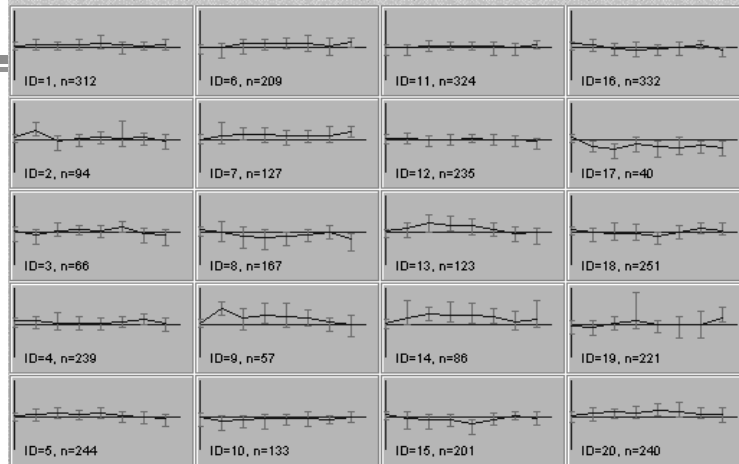 ID=1, n=312
ID=6, n=209
ID=11, n=324
ID=16, n=332
ID=2, n=94
ID=7, n=127
ID=12, n=235
ID=17, n=40
ID=3, n=66
ID=8, n=167
ID=13, n=123
ID=18, n=251
ID=4, n=239
ID=9, n=57
ID=14, n=86
ID=19, n=221
ID=5, n=244
ID=10, n=133
ID=15, n=201
ID=20, n=240